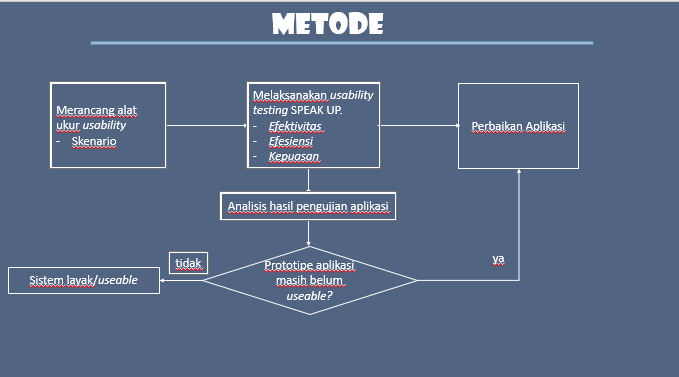 METODE
Merancang alat
ukur usability
- Skenario
Melaksanakan usability
testing SPEAK UP.
- Efektivitas
- Efesiensi
- Kepuasan
Perbaikan Aplikasi
Analisis hasil pengujian aplikasi
tidak
Prototipe aplikasi
masih belum
useable?
ya
Sistem layak/useable